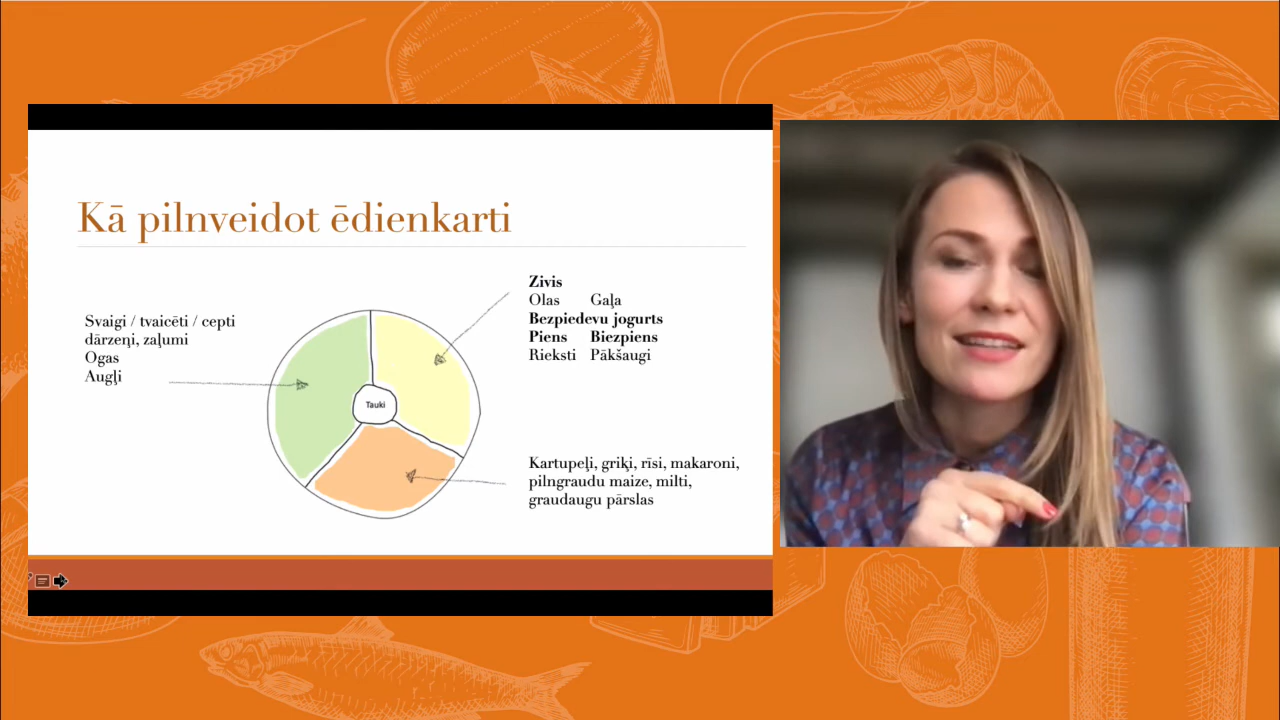 Kā pilnveidot ēdienkarti
Svaigi / tvaicēti / cepti
dārzeņi, zaļumi
Ogas
Augļi
Tauki
Zivis
Olas Gaļa
Bezpiedevu jogurts
Piens Biezpiens
Rieksti Pākšaugi
Kartupeļi, griķi, rīsi, makaroni,
pilngraudu maize, milti,
graudaugu pārslas